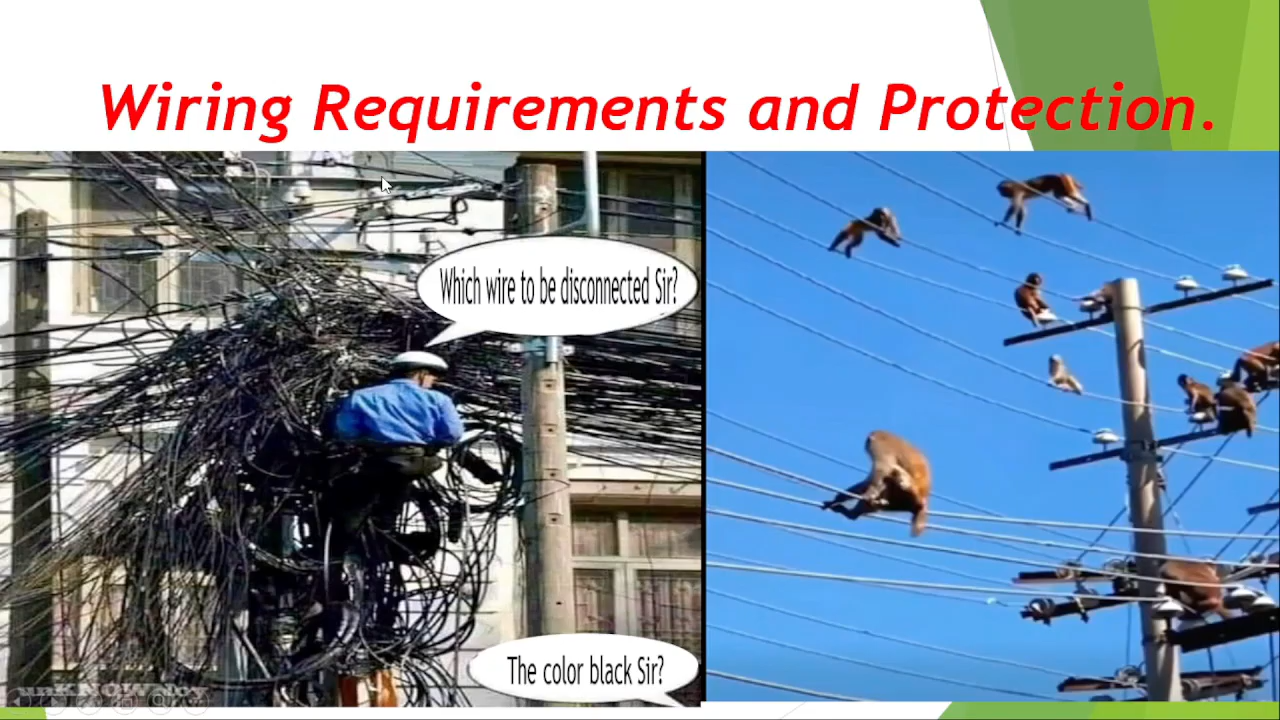 Wiring Requirements and Protection.
Which wire to be disconnected Sir?
The color black Sir?